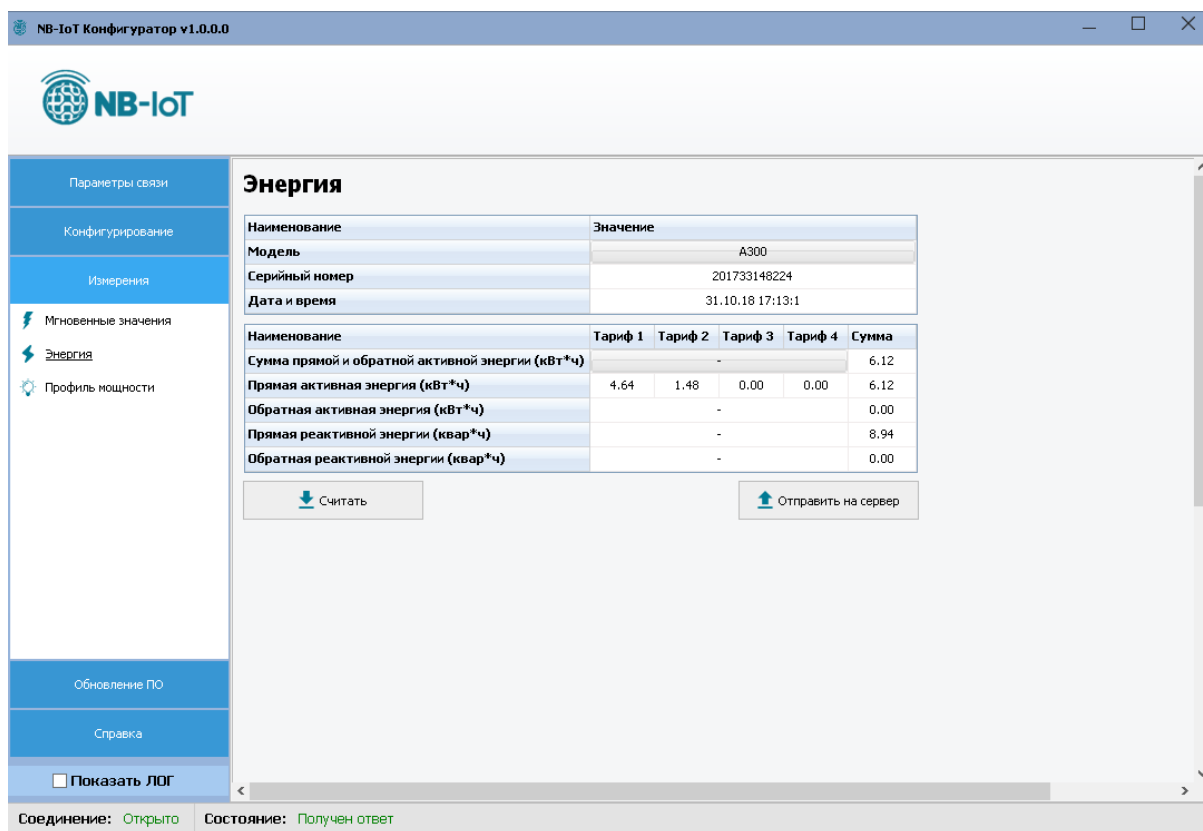 NB-IoT Конфигуратор v1.0.0.0
NB-IoT
Параметры связи
Конфигурирование
Измерения
Мгновенные значения
Энергия
Профиль мощности
Обновление ПО
Справка
Показать ЛОГ
Энергия
Наименование Значение
Модель A300
Серийный номер 201733148224
Дата и время 31.10.18 17:13:1
Наименование Тариф 1 Тариф 2 Тариф 3 Тариф 4 Сумма
Сумма прямой и обратной активной энергии (кВт*ч) - 6.12
Прямая активная энергия (кВт*ч) 4.64 1.48 0.00 0.00 6.12
Обратная активная энергия (кВт*ч) - 0.00
Прямая реактивной энергии (квар*ч) - 8.94
Обратная реактивной энергии (квар*ч) - 0.00
Считать Отправить на сервер
Соединение: Открыто Состояние: Получен ответ